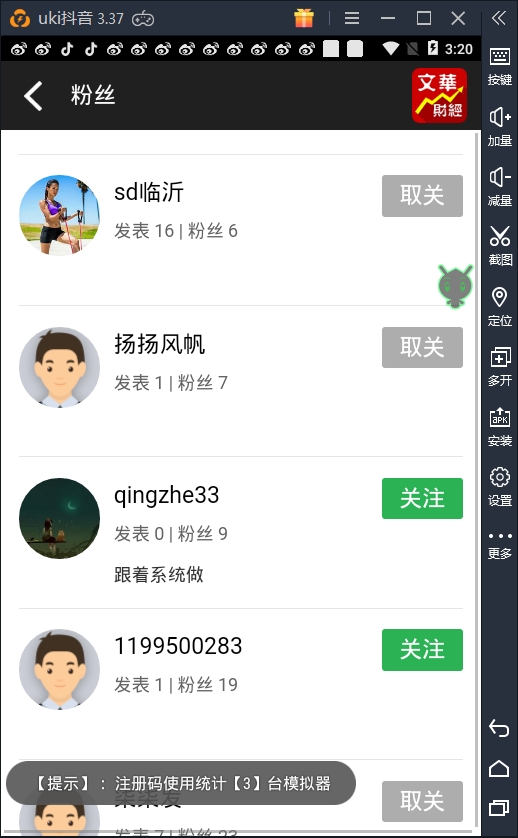 uki抖音 3.37
3:20
粉丝
文華
財經
按键
加量
减量
截图
定位
多开
APK
安装
设置
更多
sd临沂
取关
发表 16 | 粉丝 6
扬扬风帆
取关
发表 1 | 粉丝 7
qingzhe33
关注
发表 0 | 粉丝 9
跟着系统做
1199500283
关注
发表 1 | 粉丝 19
【提示】：注册码使用统计【3】台模拟器
取关
发表 7 | 粉丝 23